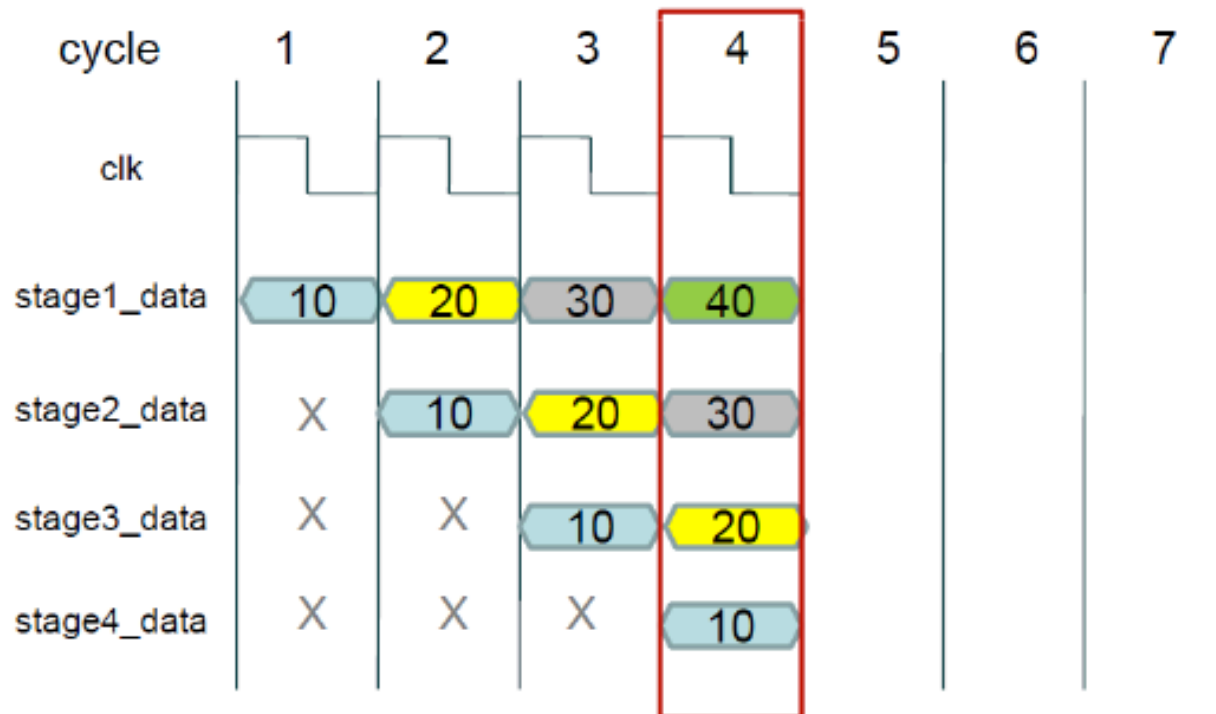 cycle 1 2 3 4 5 6 7
clk
stage1_data 10 20 30 40
stage2_data X 10 20 30
stage3_data X X 10 20
stage4_data X X X 10